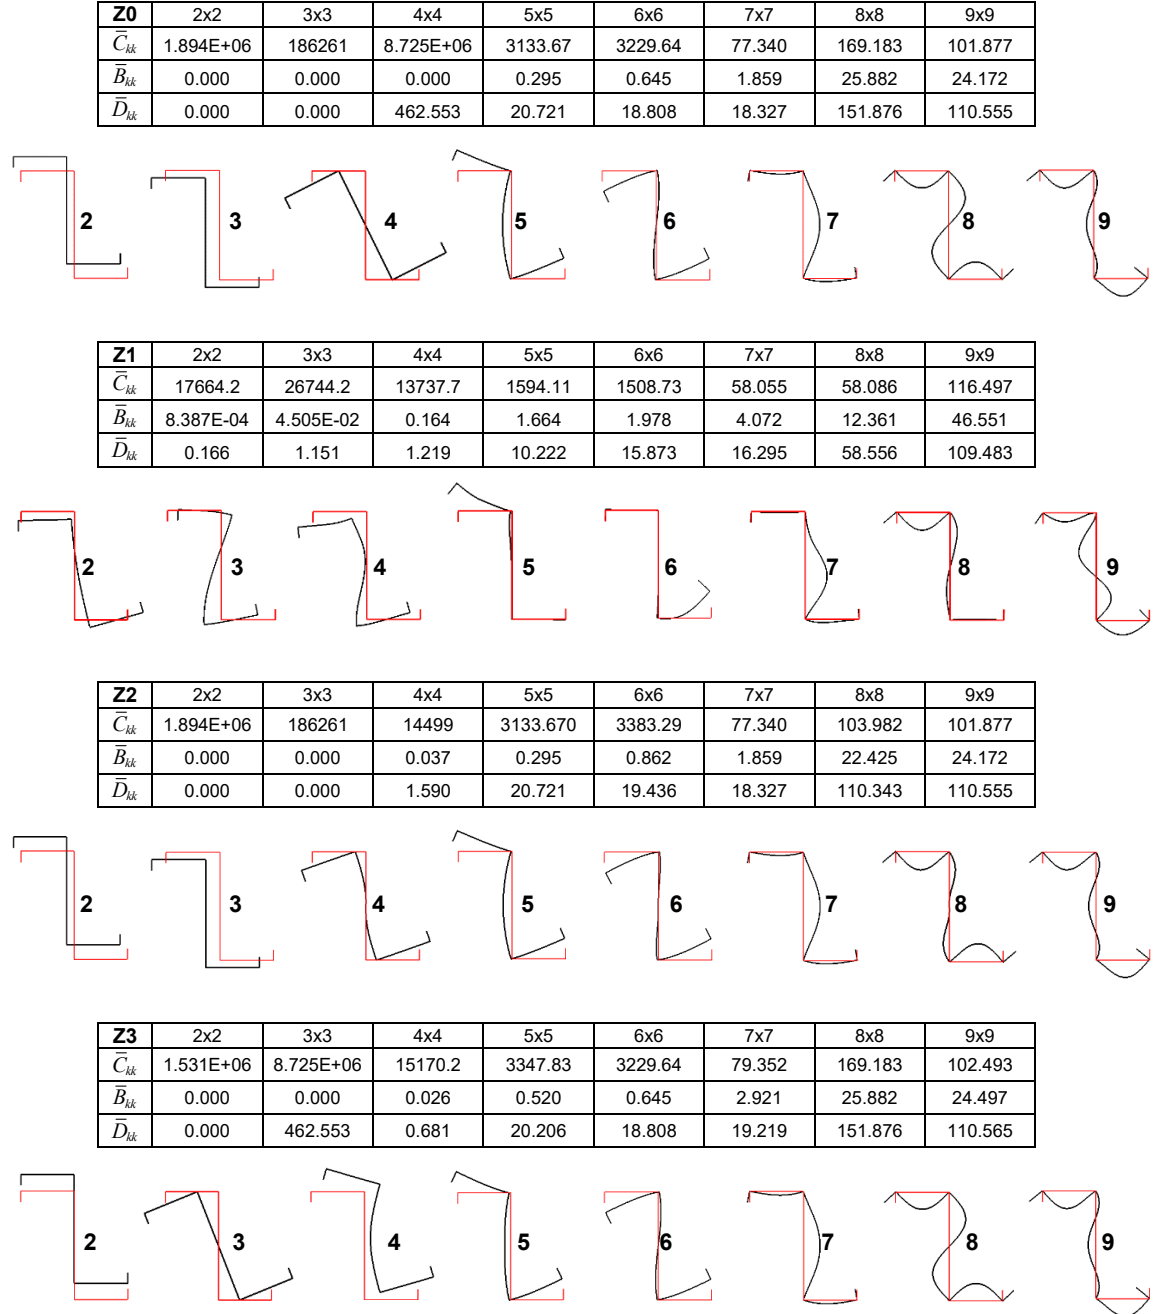 Z0 2x2 3x3 4x4 5x5 6x6 7x7 8x8 9x9
C̅kk 1.894E+06 186261 8.725E+06 3133.67 3229.64 77.340 169.183 101.877
B̅kk 0.000 0.000 0.000 0.295 0.645 1.859 25.882 24.172
D̅kk 0.000 0.000 462.553 20.721 18.808 18.327 151.876 110.555
2 3 4 5 6 7 8 9
Z1 2x2 3x3 4x4 5x5 6x6 7x7 8x8 9x9
C̅kk 17664.2 26744.2 13737.7 1594.11 1508.73 58.055 58.086 116.497
B̅kk 8.387E-04 4.505E-02 0.164 1.664 1.978 4.072 12.361 46.551
D̅kk 0.166 1.151 1.219 10.222 15.873 16.295 58.556 109.483
2 3 4 5 6 7 8 9
Z2 2x2 3x3 4x4 5x5 6x6 7x7 8x8 9x9
C̅kk 1.894E+06 186261 14499 3133.670 3383.29 77.340 103.982 101.877
B̅kk 0.000 0.000 0.037 0.295 0.862 1.859 22.425 24.172
D̅kk 0.000 0.000 1.590 20.721 19.436 18.327 110.343 110.555
2 3 4 5 6 7 8 9
Z3 2x2 3x3 4x4 5x5 6x6 7x7 8x8 9x9
C̅kk 1.531E+06 8.725E+06 15170.2 3347.83 3229.64 79.352 169.183 102.493
B̅kk 0.000 0.000 0.026 0.520 0.645 2.921 25.882 24.497
D̅kk 0.000 462.553 0.681 20.206 18.808 19.219 151.876 110.565
2 3 4 5 6 7 8 9